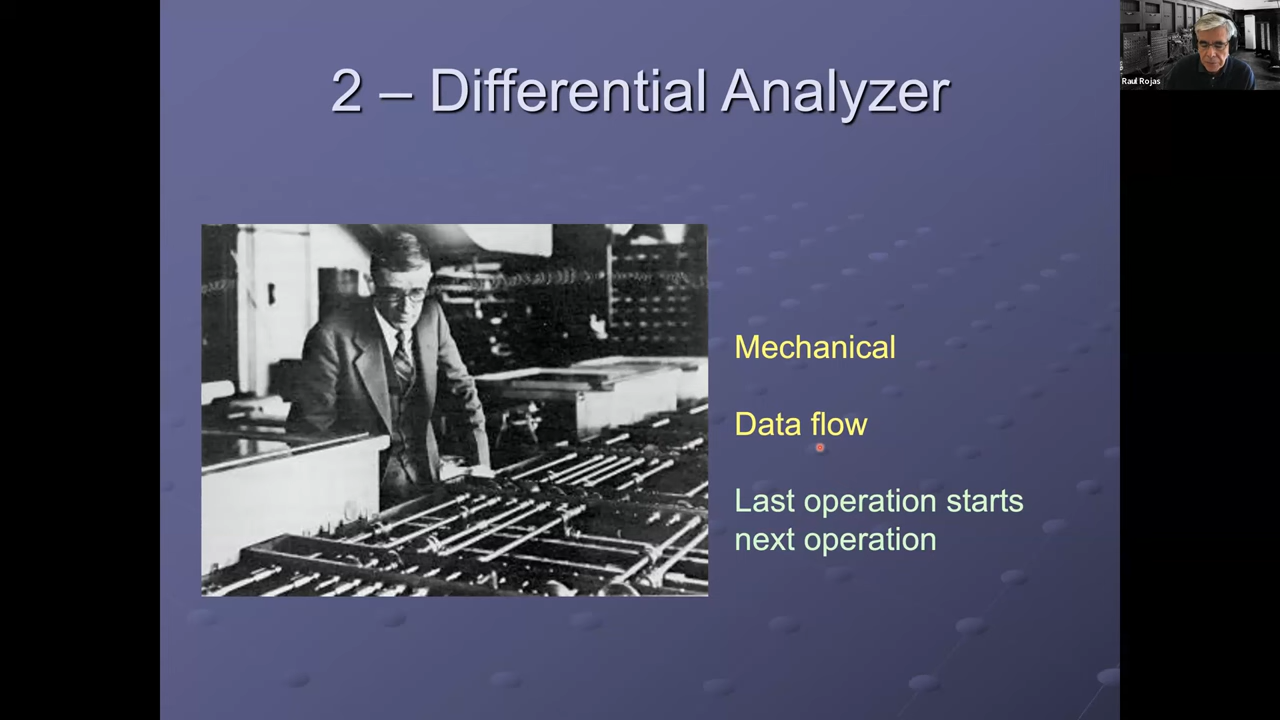 2 – Differential Analyzer
Raul Rojas
Mechanical
Data flow
Last operation starts
next operation